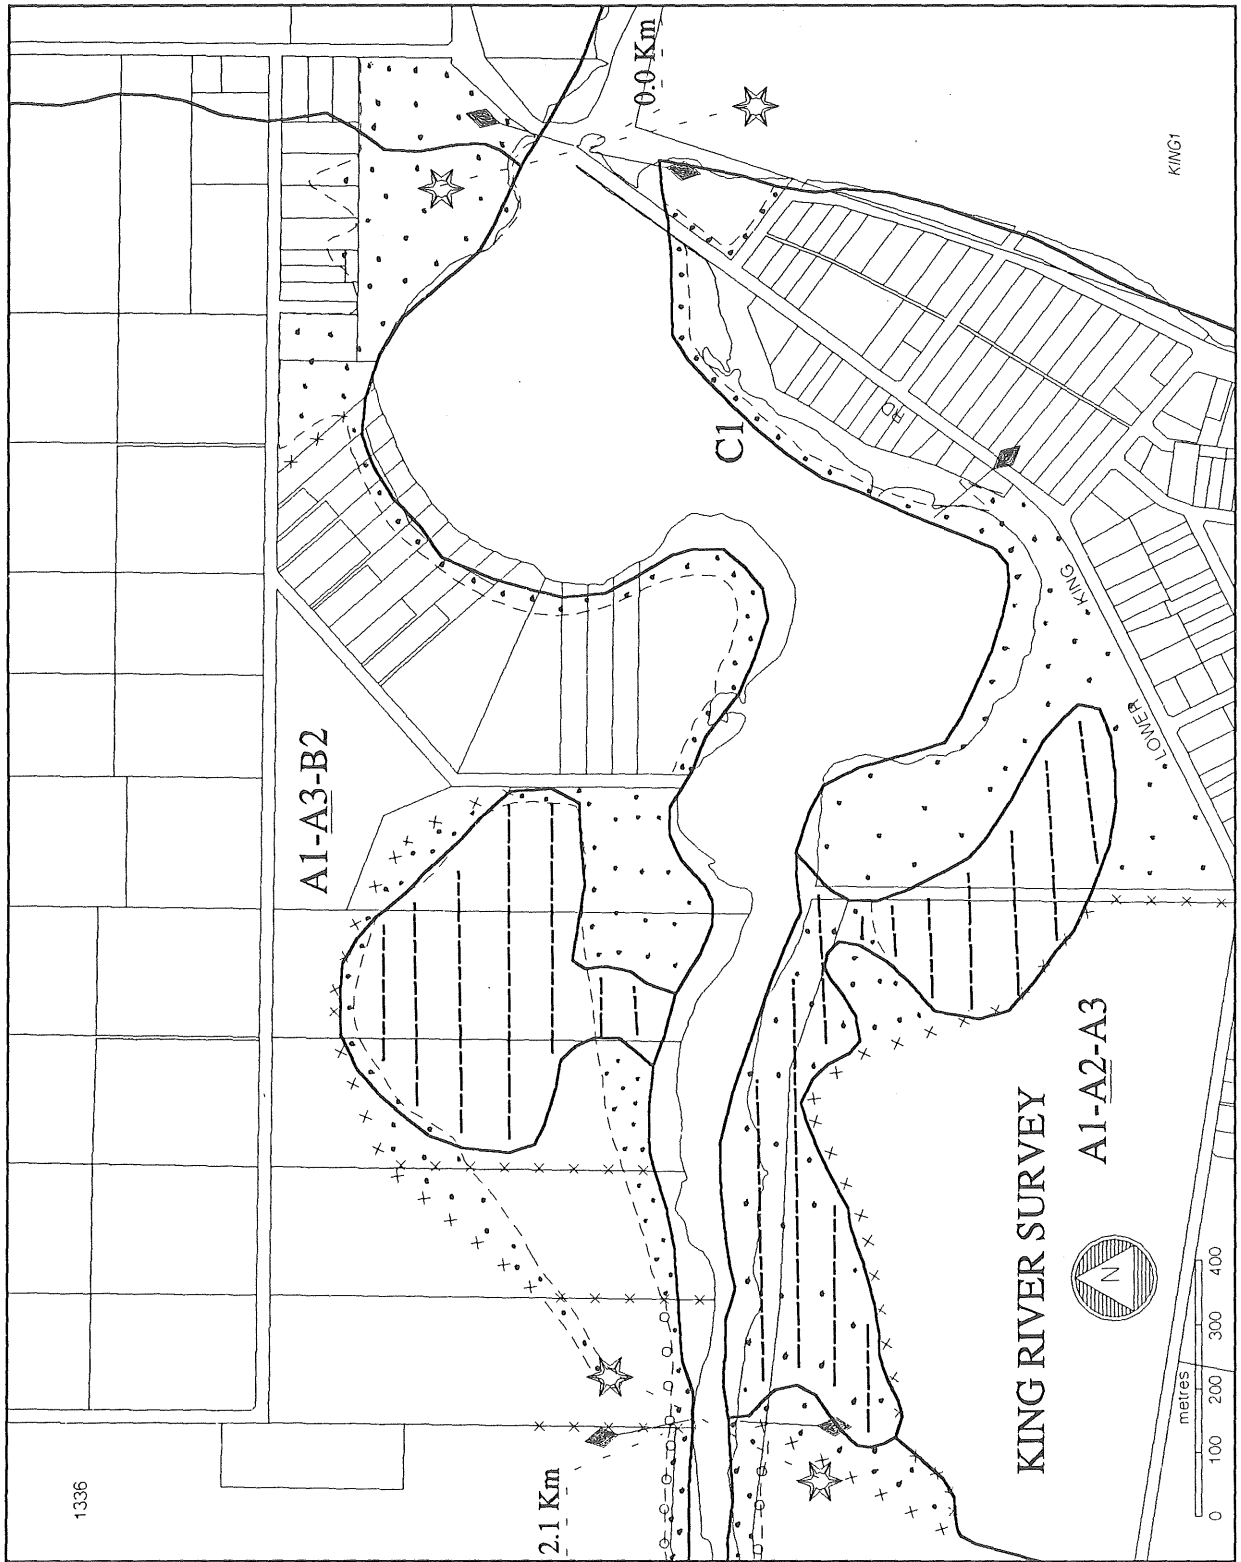 1336
A1-A3-B2
0.0 Km
C1
RD
KING
LOWER
2.1 Km
KING RIVER SURVEY
A1-A2-A3
N
metres
0 100 200 300 400
KING1